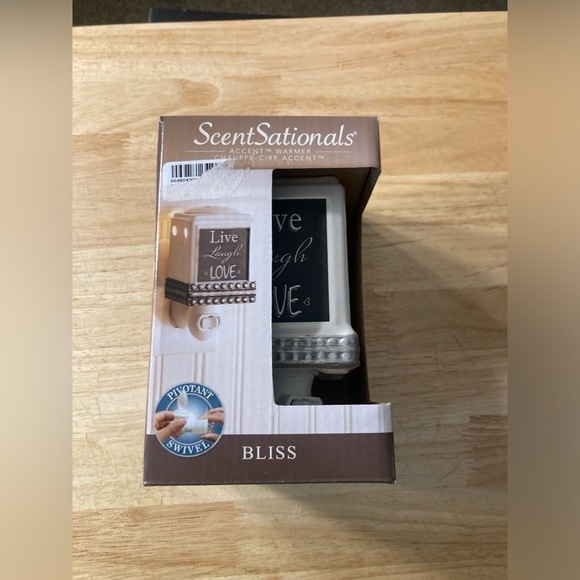 ScentSationals®
ACCENT™ WARMER
CHAUFFE-CIRE ACCENT™
Live
Laugh
LOVE
ve
ugh
VE
PIVOTANT
SWIVEL
BLISS